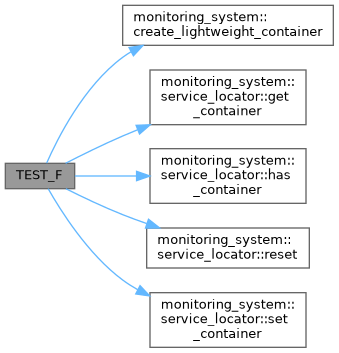 monitoring_system::
create_lightweight_container
monitoring_system::
service_locator::get
_container
TEST_F
monitoring_system::
service_locator::has
_container
monitoring_system::
service_locator::reset
monitoring_system::
service_locator::set
_container